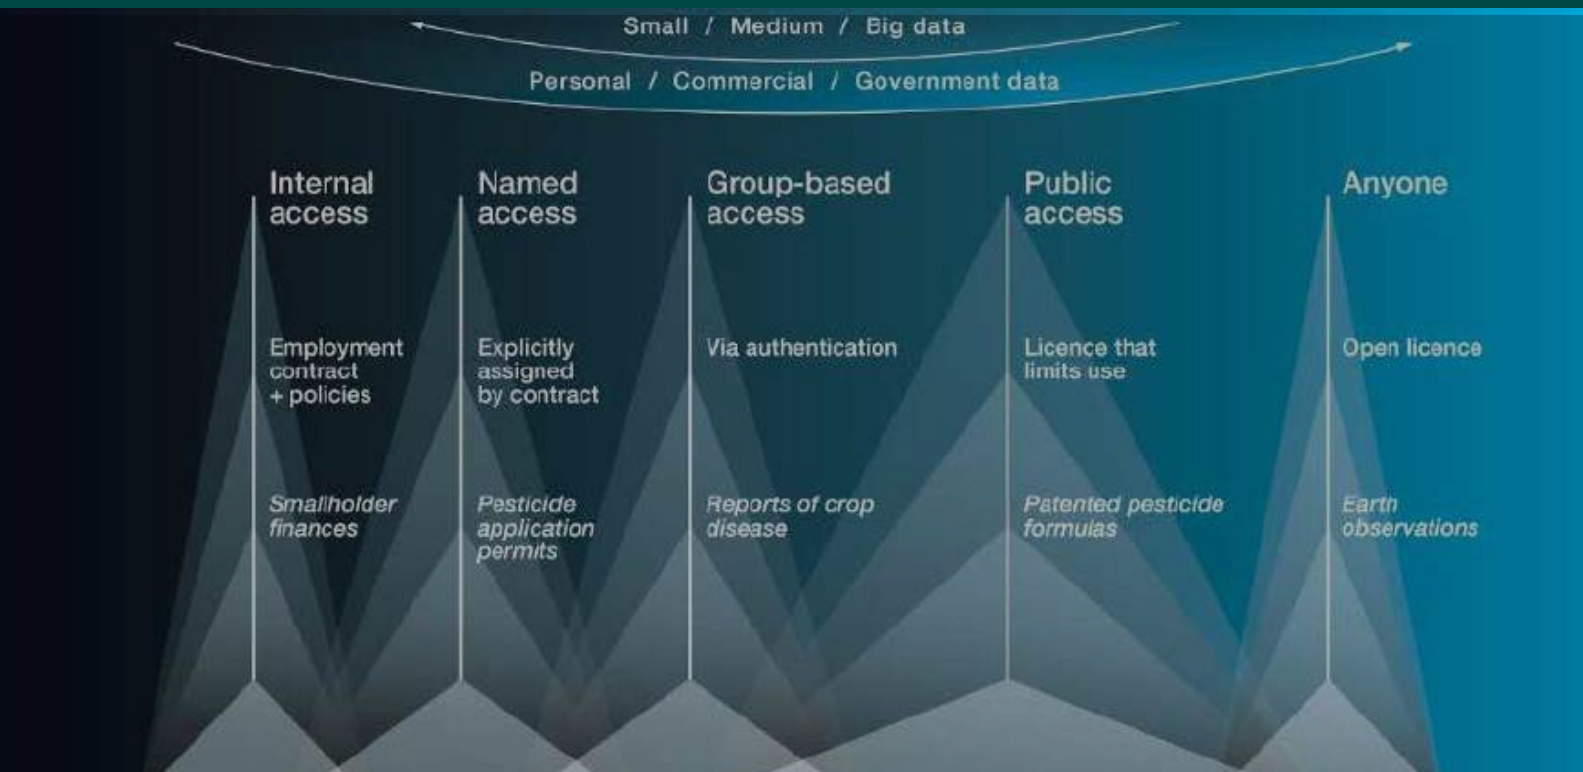 Small / Medium / Big data
Personal / Commercial / Government data
Internal
access
Named
access
Group-based
access
Public
access
Anyone
Employment
contract
+ policies
Explicitly
assigned
by contract
Via authentication
Licence that
limits use
Open licence
Smallholder
finances
Pesticide
application
permits
Reports of crop
disease
Patented pesticide
formulas
Earth
observations